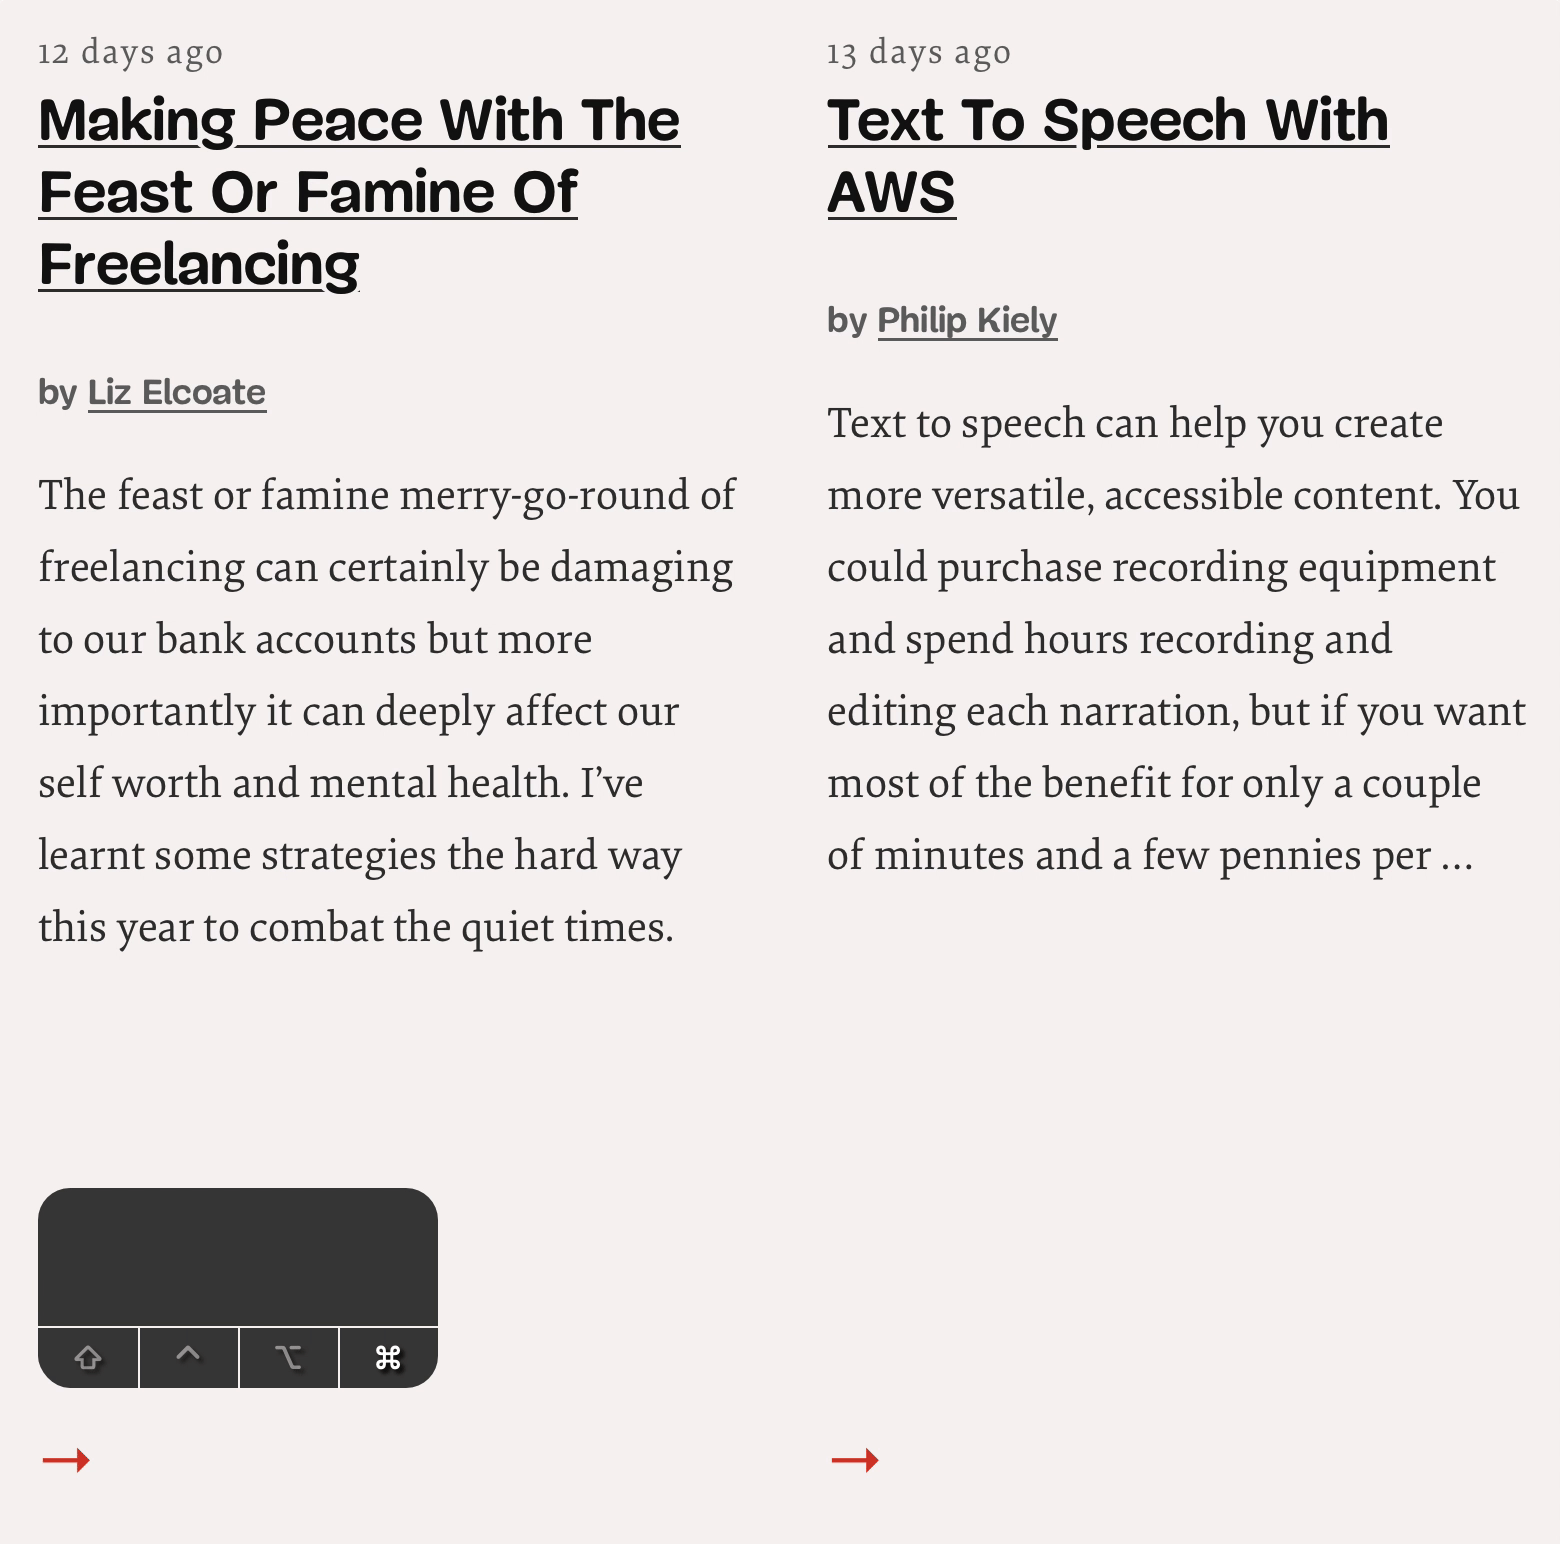 12 days ago
Making Peace With The
Feast Or Famine Of
Freelancing
by Liz Elcoate
The feast or famine merry-go-round of
freelancing can certainly be damaging
to our bank accounts but more
importantly it can deeply affect our
self worth and mental health. I’ve
learnt some strategies the hard way
this year to combat the quiet times.
⇧ ⌃ ⌥ ⌘
→
13 days ago
Text To Speech With
AWS
by Philip Kiely
Text to speech can help you create
more versatile, accessible content. You
could purchase recording equipment
and spend hours recording and
editing each narration, but if you want
most of the benefit for only a couple
of minutes and a few pennies per …
→